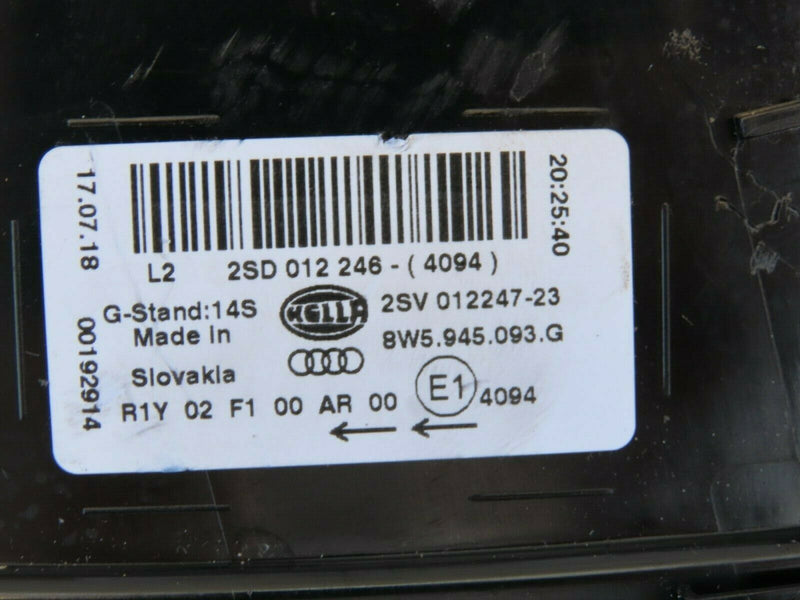 17.07.18
00192914
20:25:40
L2 2SD 012 246-(4094)
G-Stand:14S
Made in
Slovakia
HELLA
2SV 012247-23
8W5.945.093.G
R1Y 02 F1 00 AR 00
E1
4094